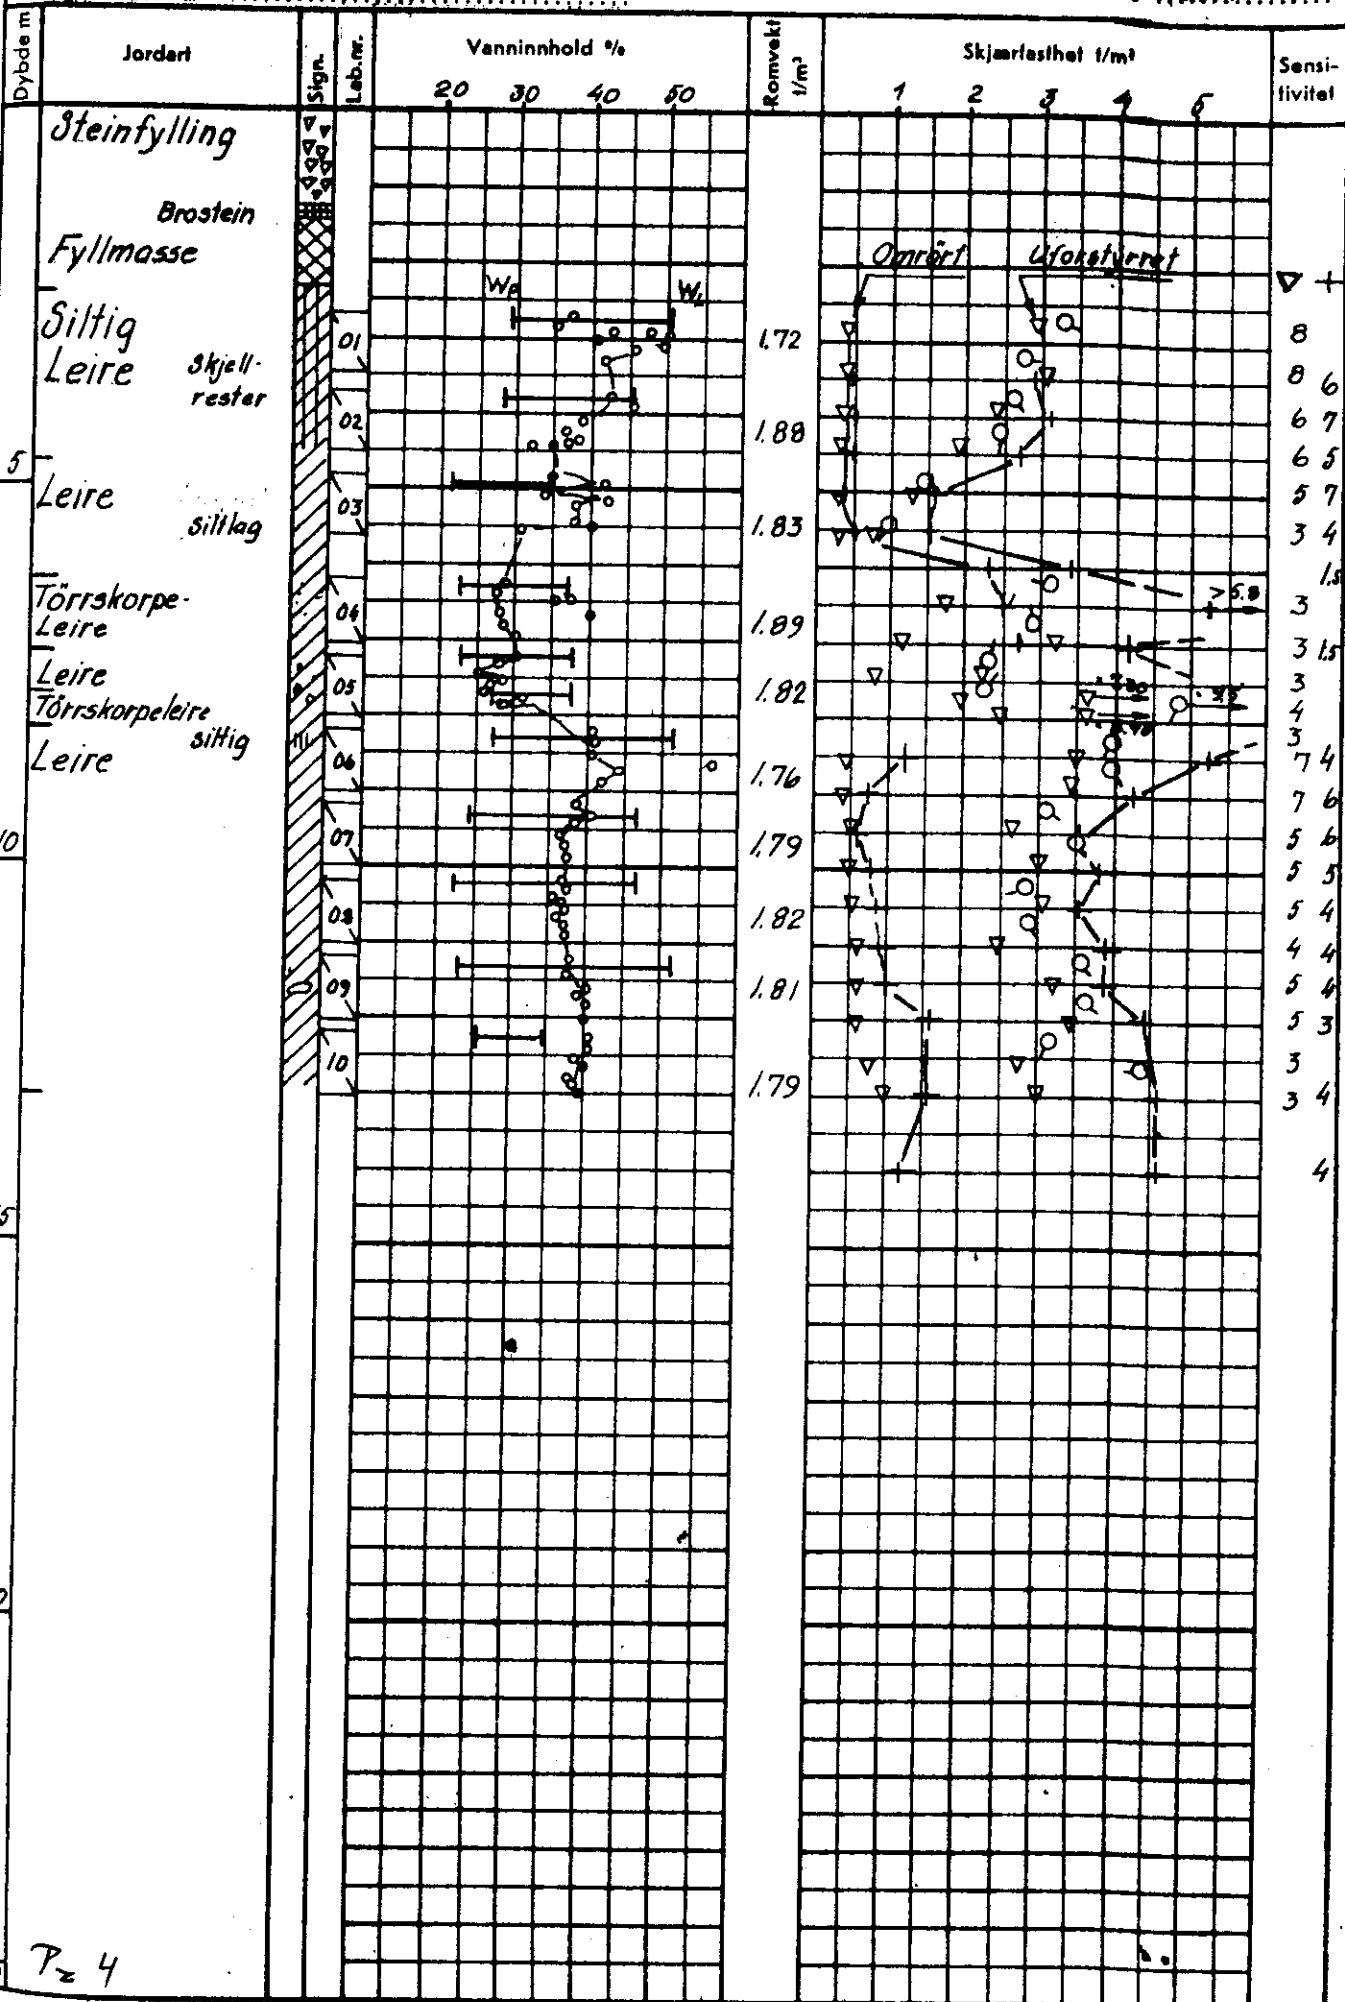 Dybde m
Jordart
Sign.
Lab.nr.
Vanninnhold %
20 30 40 50
Romvekt t/m³
Skjærfasthet t/m²
1 2 3 4 5
Sensi-
tivitet
Steinfylling
Brostein
Fyllmasse
Omrört Uforstyrret
Wp WL
Siltig
Leire
Skjell-
rester
01 1.72 8
8 6
02 1.88 6 7
6 5
5
Leire
siltlag
03 1.83 5 7
3 4
1.5
Törrskorpe-
Leire
04 1.89 > 5.8 3
3 1.5
Leire
05 1.82 3
Törrskorpeleire
siltig
4
3
Leire
06 1.76 7 4
7 6
10
07 1.79 5 6
5 5
08 1.82 5 4
4 4
09 1.81 5 4
5 3
10 1.79 3
3 4
4
5
P≈ 4